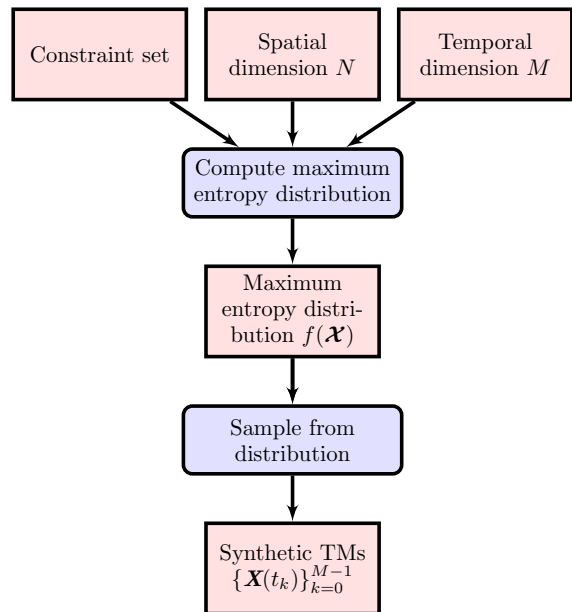 Constraint set
Spatial
dimension N
Temporal
dimension M
Compute maximum
entropy distribution
Maximum
entropy distri-
bution f(𝓧)
Sample from
distribution
Synthetic TMs
{X(t_k)}_{k=0}^{M−1}